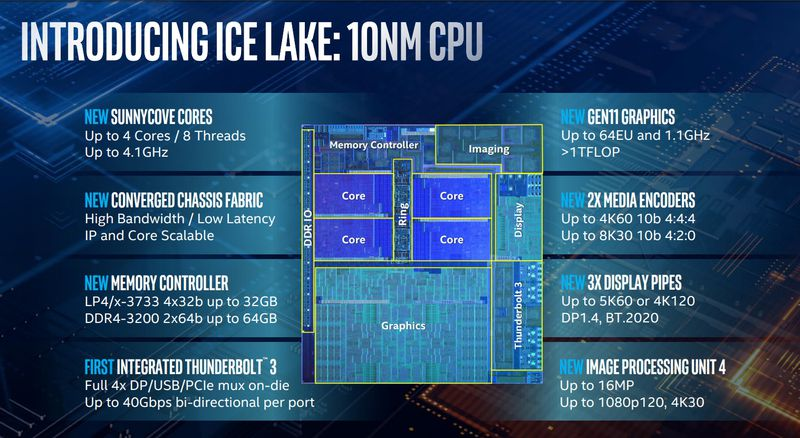 INTRODUCING ICE LAKE: 10NM CPU
NEW SUNNYCOVE CORES
Up to 4 Cores / 8 Threads
Up to 4.1GHz
NEW CONVERGED CHASSIS FABRIC
High Bandwidth / Low Latency
IP and Core Scalable
NEW MEMORY CONTROLLER
LP4/x-3733 4x32b up to 32GB
DDR4-3200 2x64b up to 64GB
FIRST INTEGRATED THUNDERBOLT™ 3
Full 4x DP/USB/PCIe mux on-die
Up to 40Gbps bi-directional per port
Memory Controller
Imaging
DDR IO
Core
Core
Ring
Core
Core
Display
Graphics
Thunderbolt 3
NEW GEN11 GRAPHICS
Up to 64EU and 1.1GHz
>1TFLOP
NEW 2X MEDIA ENCODERS
Up to 4K60 10b 4:4:4
Up to 8K30 10b 4:2:0
NEW 3X DISPLAY PIPES
Up to 5K60 or 4K120
DP1.4, BT.2020
NEW IMAGE PROCESSING UNIT 4
Up to 16MP
Up to 1080p120, 4K30